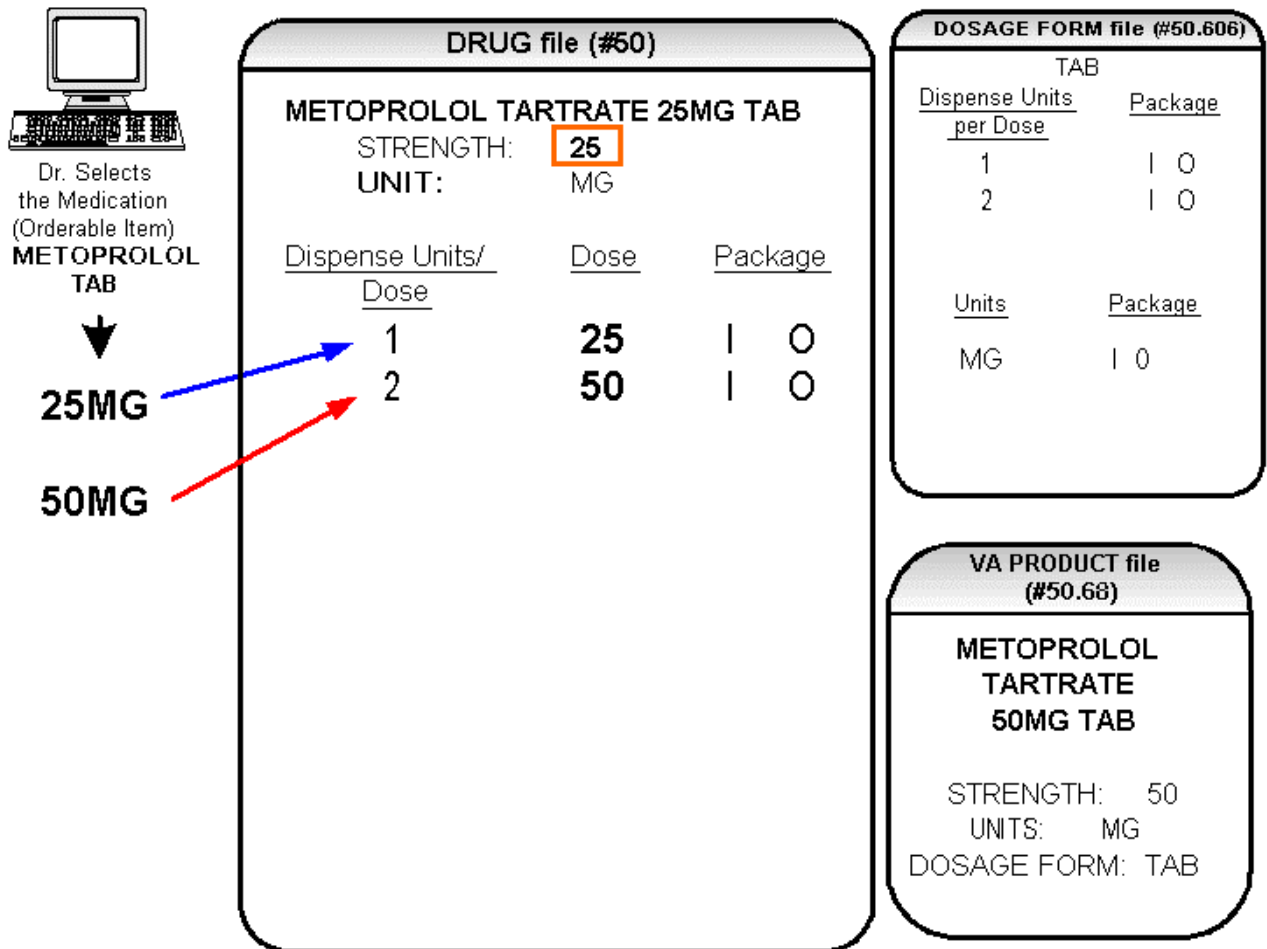 Dr. Selects
the Medication
(Orderable Item)
METOPROLOL
TAB
25MG
50MG
DRUG file (#50)
METOPROLOL TARTRATE 25MG TAB
STRENGTH: 25
UNIT: MG
Dispense Units/ Dose Package
Dose
1 25 I O
2 50 I O
DOSAGE FORM file (#50.606)
TAB
Dispense Units Package
per Dose
1 I O
2 I O
Units Package
MG I 0
VA PRODUCT file
(#50.68)
METOPROLOL
TARTRATE
50MG TAB
STRENGTH: 50
UNITS: MG
DOSAGE FORM: TAB